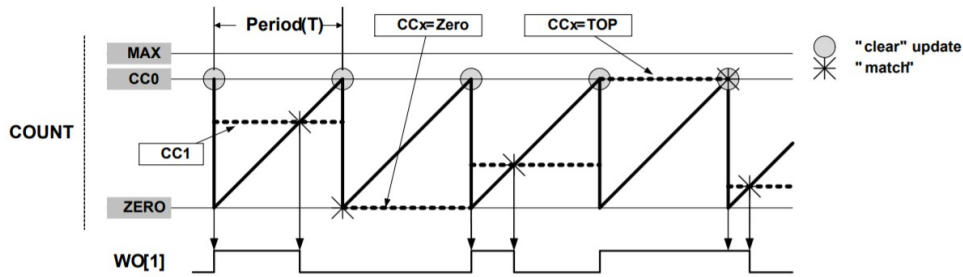 Period(T)
CCx=Zero
CCx=TOP
"clear" update
"match"
MAX
CC0
COUNT
CC1
ZERO
WO[1]